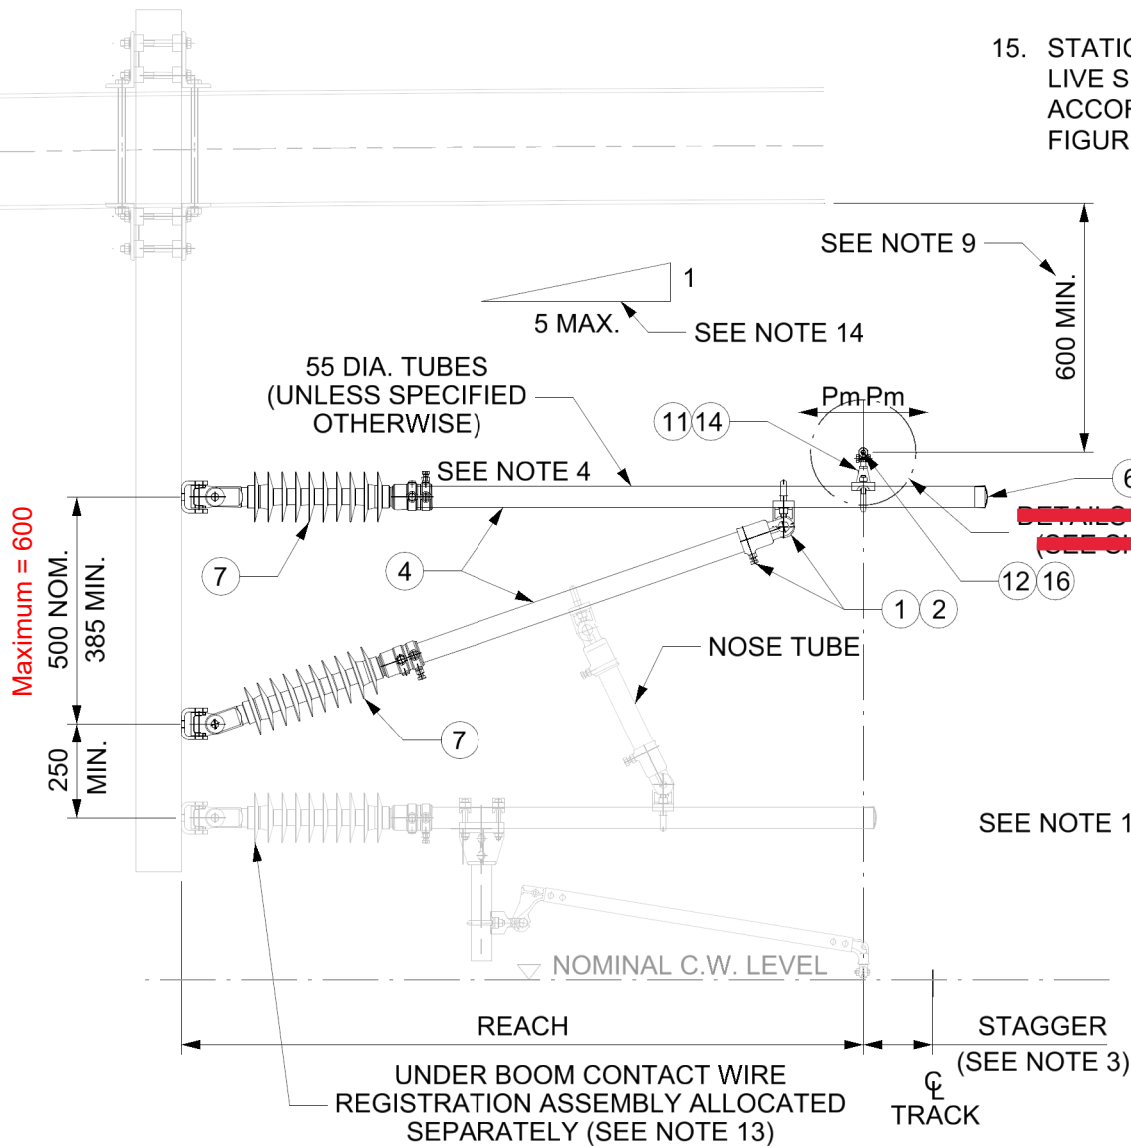 15. STATIC
LIVE S
ACCOR
FIGUR
SEE NOTE 9
600 MIN.
1
5 MAX.
SEE NOTE 14
55 DIA. TUBES
(UNLESS SPECIFIED
OTHERWISE)
Pm Pm
11 14
SEE NOTE 4
6
DETAILS
(SEE
12 16
Maximum = 600
500 NOM.
385 MIN.
7
4
1 2
NOSE TUBE
7
250
MIN.
SEE NOTE 1
NOMINAL C.W. LEVEL
REACH
STAGGER
(SEE NOTE 3)
UNDER BOOM CONTACT WIRE
REGISTRATION ASSEMBLY ALLOCATED
SEPARATELY (SEE NOTE 13)
CL
TRACK